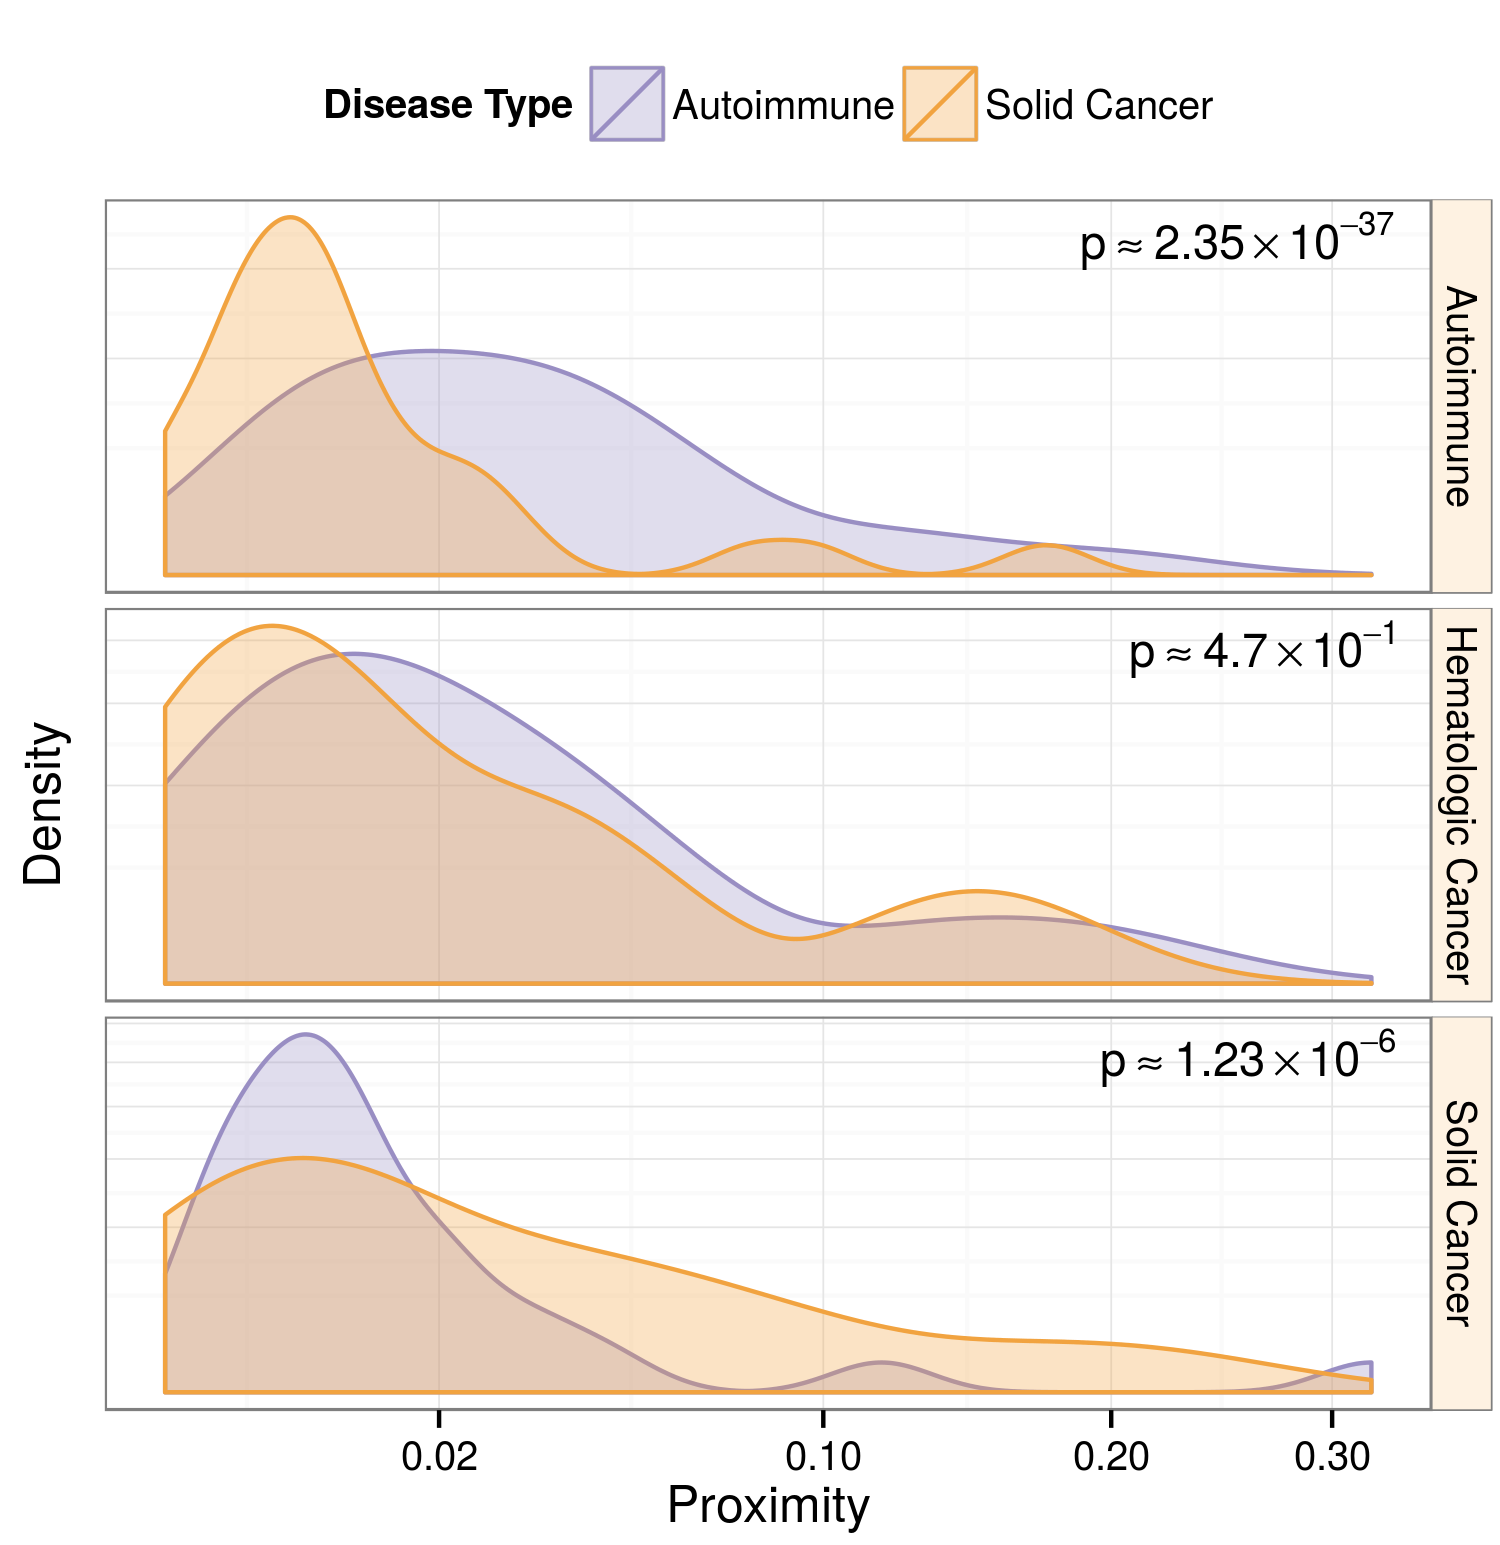 Disease Type Autoimmune Solid Cancer
p ≈ 2.35 × 10⁻³⁷
Autoimmune
p ≈ 4.7 × 10⁻¹
Hematologic Cancer
p ≈ 1.23 × 10⁻⁶
Solid Cancer
Density
0.02 0.10 0.20 0.30
Proximity